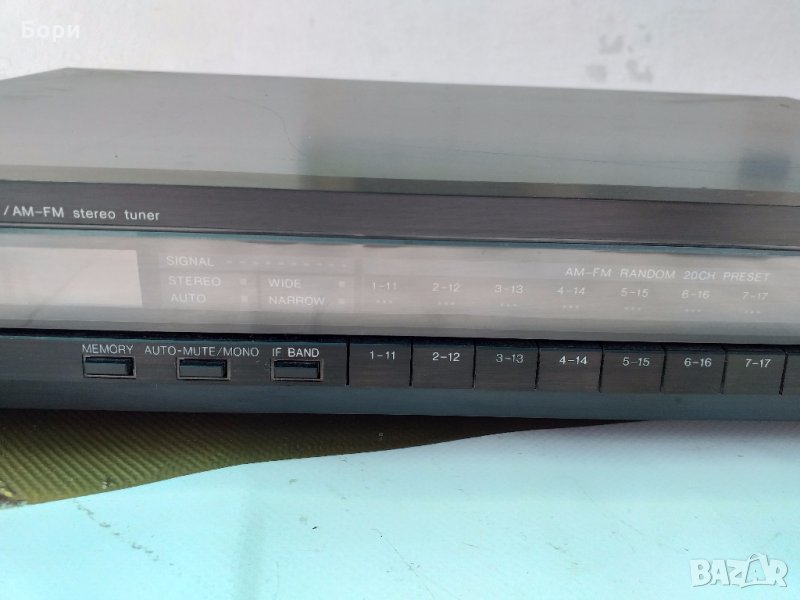 Бори
/AM-FM stereo tuner
SIGNAL
AM-FM RANDOM 20CH PRESET
STEREO WIDE 1-11 2-12 3-13 4-14 5-15 6-16 7-17
AUTO NARROW
MEMORY AUTO-MUTE/MONO IF BAND 1-11 2-12 3-13 4-14 5-15 6-16 7-17
BAZAR